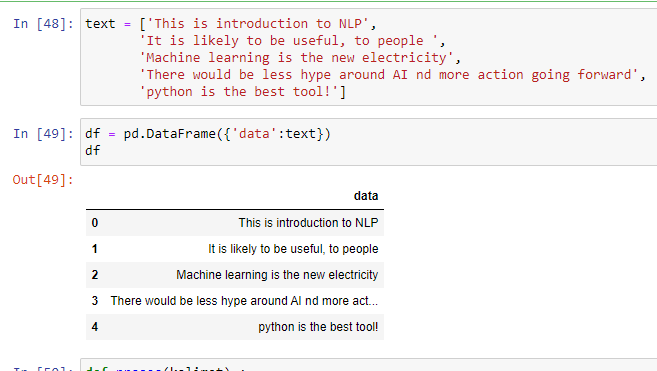 In [48]: text = ['This is introduction to NLP',
'It is likely to be useful, to people ',
'Machine learning is the new electricity',
'There would be less hype around AI nd more action going forward',
'python is the best tool!']
In [49]: df = pd.DataFrame({'data':text})
df
Out[49]:
data
0 This is introduction to NLP
1 It is likely to be useful, to people
2 Machine learning is the new electricity
3 There would be less hype around AI nd more act...
4 python is the best tool!